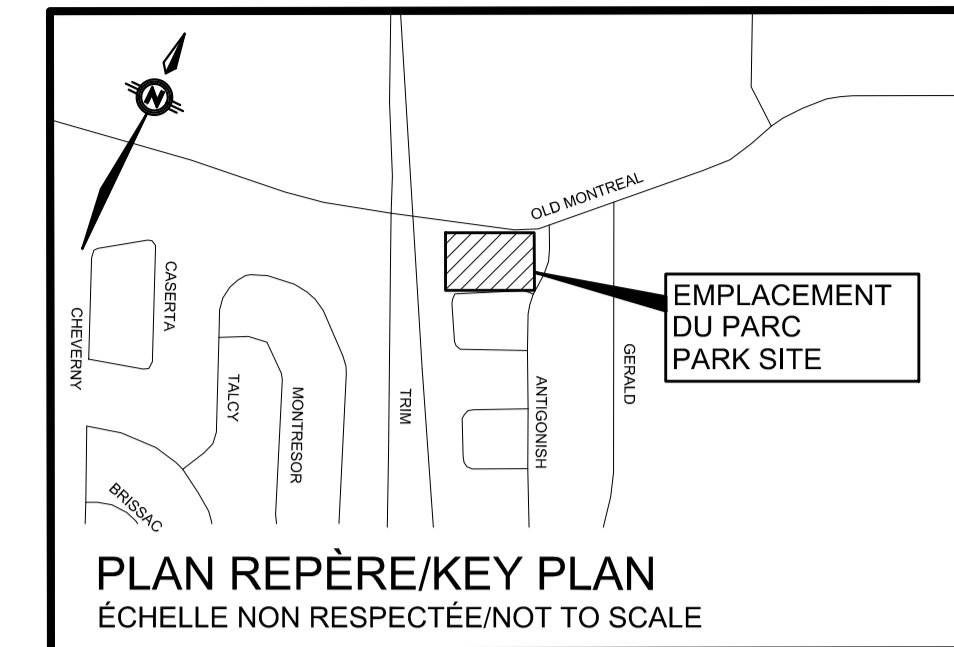 N
OLD MONTREAL
CASERTA
CHEVERNY
EMPLACEMENT
DU PARC
PARK SITE
TALCY
MONTRESOR
TRIM
ANTIGONISH
GERALD
BRISSAC
PLAN REPÈRE/KEY PLAN
ÉCHELLE NON RESPECTÉE/NOT TO SCALE